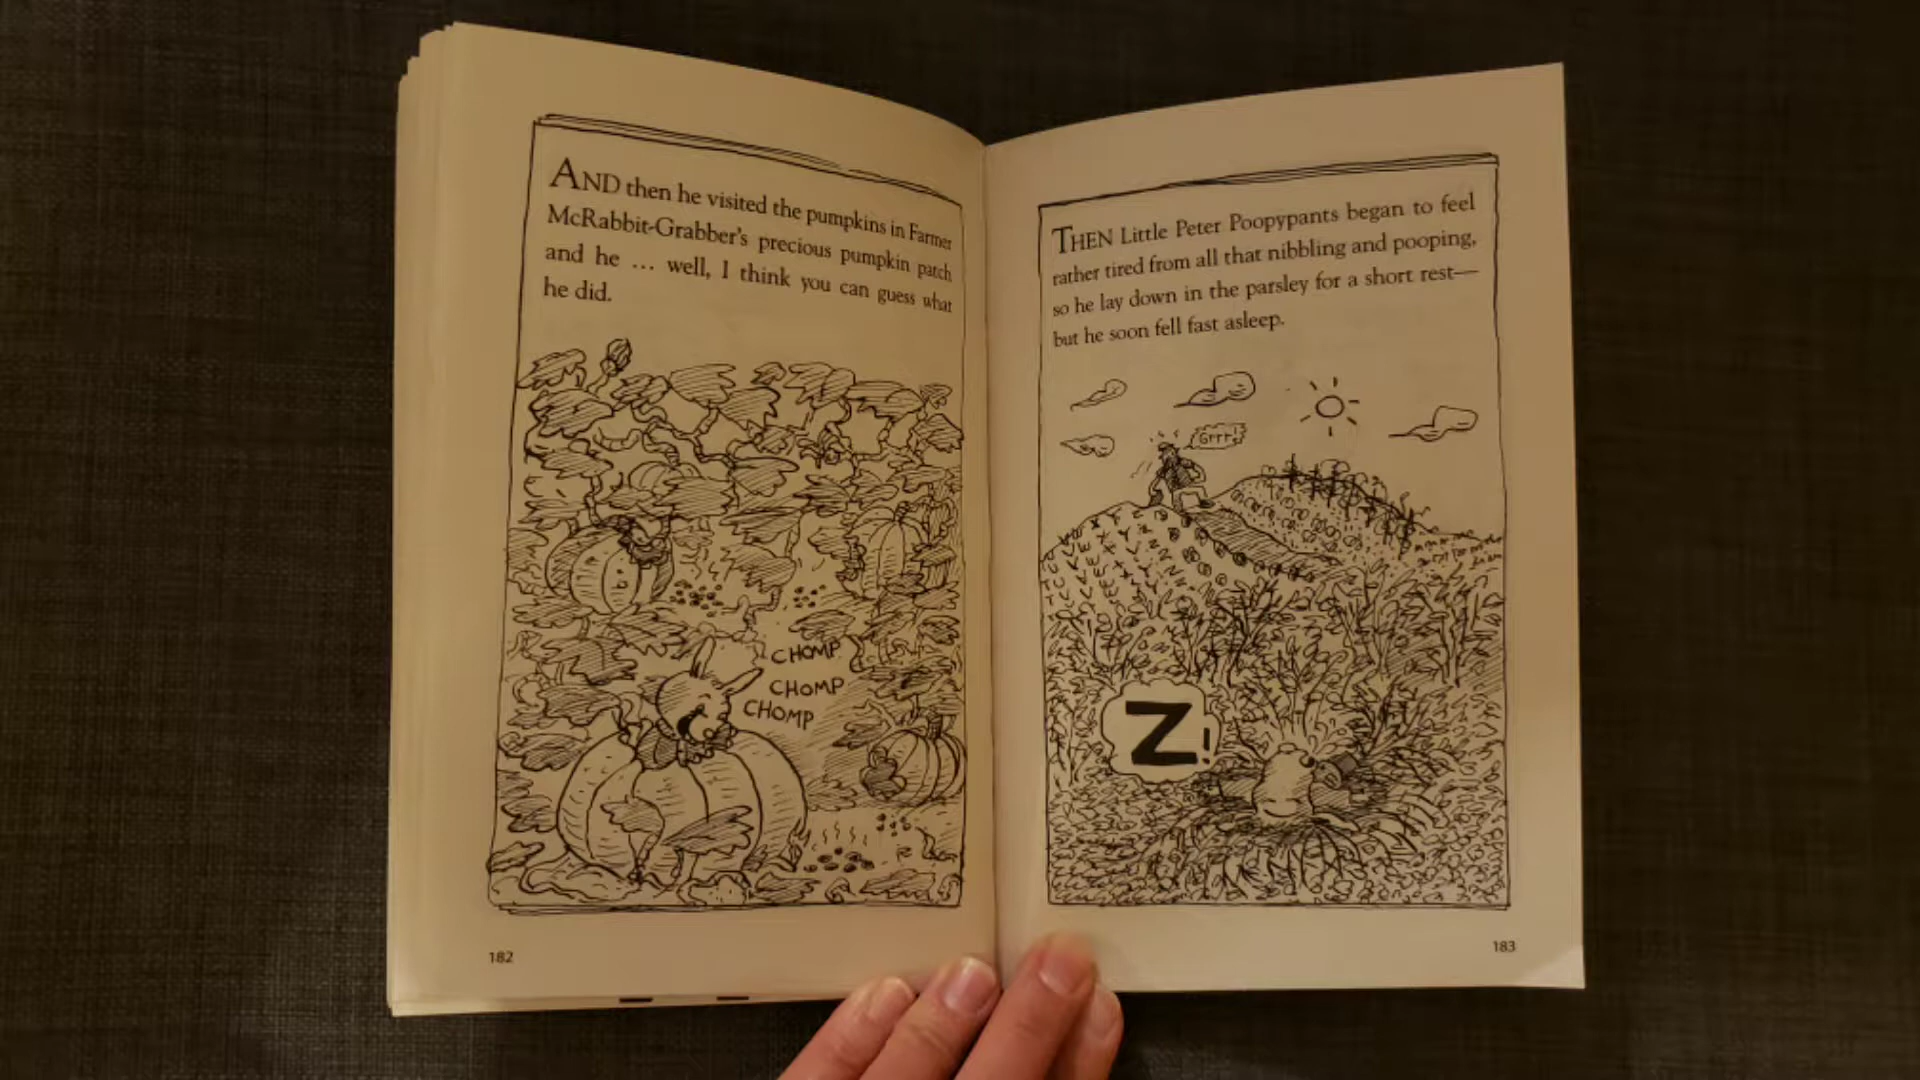 AND then he visited the pumpkins in Farmer
McRabbit-Grabber's precious pumpkin patch
and he ... well, I think you can guess what
he did.
CHOMP
CHOMP
CHOMP
182
THEN Little Peter Poopypants began to feel
rather tired from all that nibbling and pooping,
so he lay down in the parsley for a short rest—
but he soon fell fast asleep.
Grrr!
Z!
183